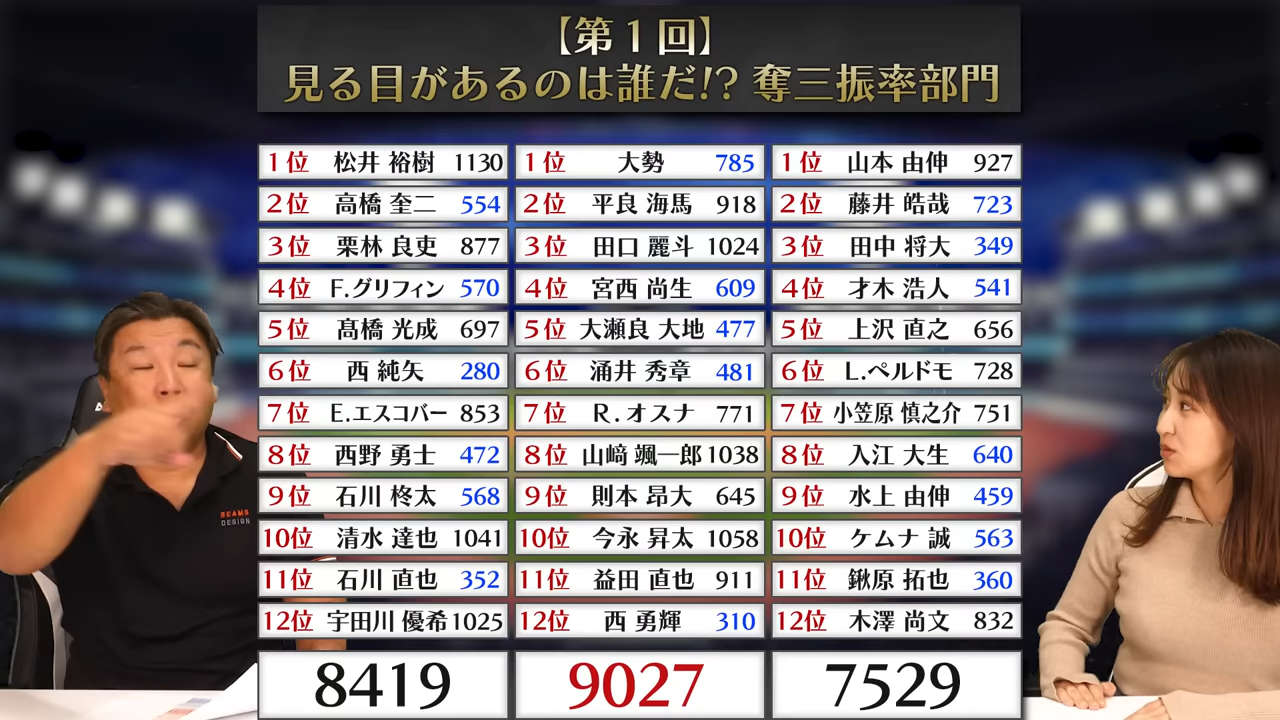 【第1回】
見る目があるのは誰だ!? 奪三振率部門
1位 松井 裕樹 1130
2位 高橋 奎二 554
3位 栗林 良吏 877
4位 F.グリフィン 570
5位 髙橋 光成 697
6位 西 純矢 280
7位 E.エスコバー 853
8位 西野 勇士 472
9位 石川 柊太 568
10位 清水 達也 1041
11位 石川 直也 352
12位 宇田川 優希 1025
8419
1位 大勢 785
2位 平良 海馬 918
3位 田口 麗斗 1024
4位 宮西 尚生 609
5位 大瀬良 大地 477
6位 涌井 秀章 481
7位 R.オスナ 771
8位 山﨑 颯一郎 1038
9位 則本 昂大 645
10位 今永 昇太 1058
11位 益田 直也 911
12位 西 勇輝 310
9027
1位 山本 由伸 927
2位 藤井 皓哉 723
3位 田中 将大 349
4位 才木 浩人 541
5位 上沢 直之 656
6位 L.ペルドモ 728
7位 小笠原 慎之介 751
8位 入江 大生 640
9位 水上 由伸 459
10位 ケムナ 誠 563
11位 鍬原 拓也 360
12位 木澤 尚文 832
7529
BEAMS
DESIGN